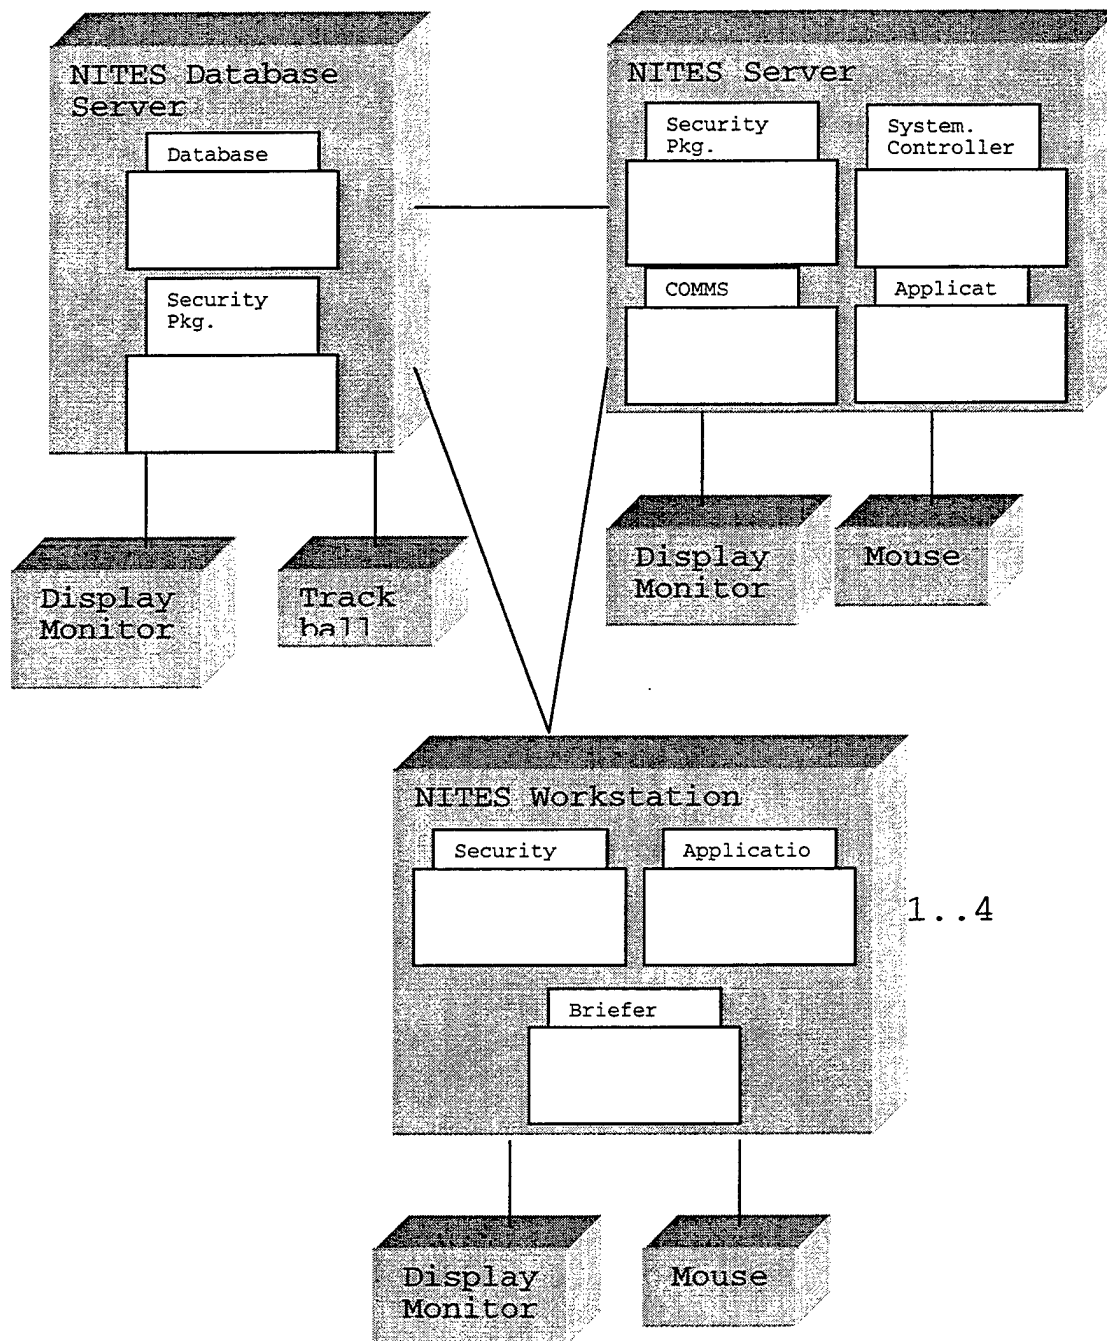 NITES Database
Server
Database
Security
Pkg.
Display
Monitor
Track
ball
NITES Server
Security
Pkg.
System.
Controller
COMMS
Applicat
Display
Monitor
Mouse
NITES Workstation
Security
Applicatio
Briefer
1..4
Display
Monitor
Mouse